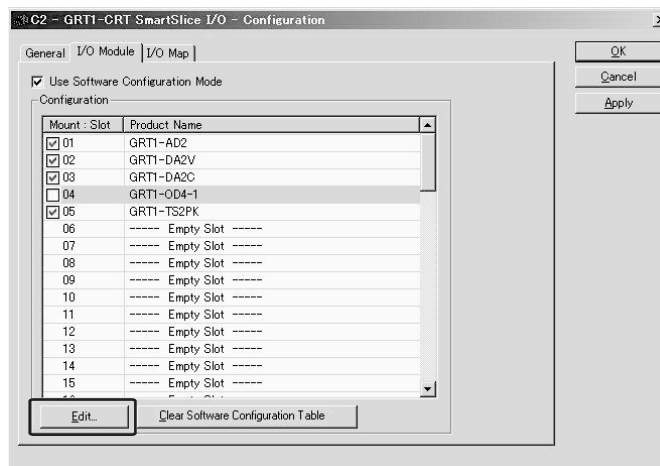 C2 - GRT1-CRT SmartSlice I/O - Configuration
General I/O Module I/O Map
OK
Cancel
Apply
Use Software Configuration Mode
Configuration
Mount : Slot Product Name
01 GRT1-AD2
02 GRT1-DA2V
03 GRT1-DA2C
04 GRT1-OD4-1
05 GRT1-TS2PK
06 ----- Empty Slot -----
07 ----- Empty Slot -----
08 ----- Empty Slot -----
09 ----- Empty Slot -----
10 ----- Empty Slot -----
11 ----- Empty Slot -----
12 ----- Empty Slot -----
13 ----- Empty Slot -----
14 ----- Empty Slot -----
15 ----- Empty Slot -----
Edit... Clear Software Configuration Table